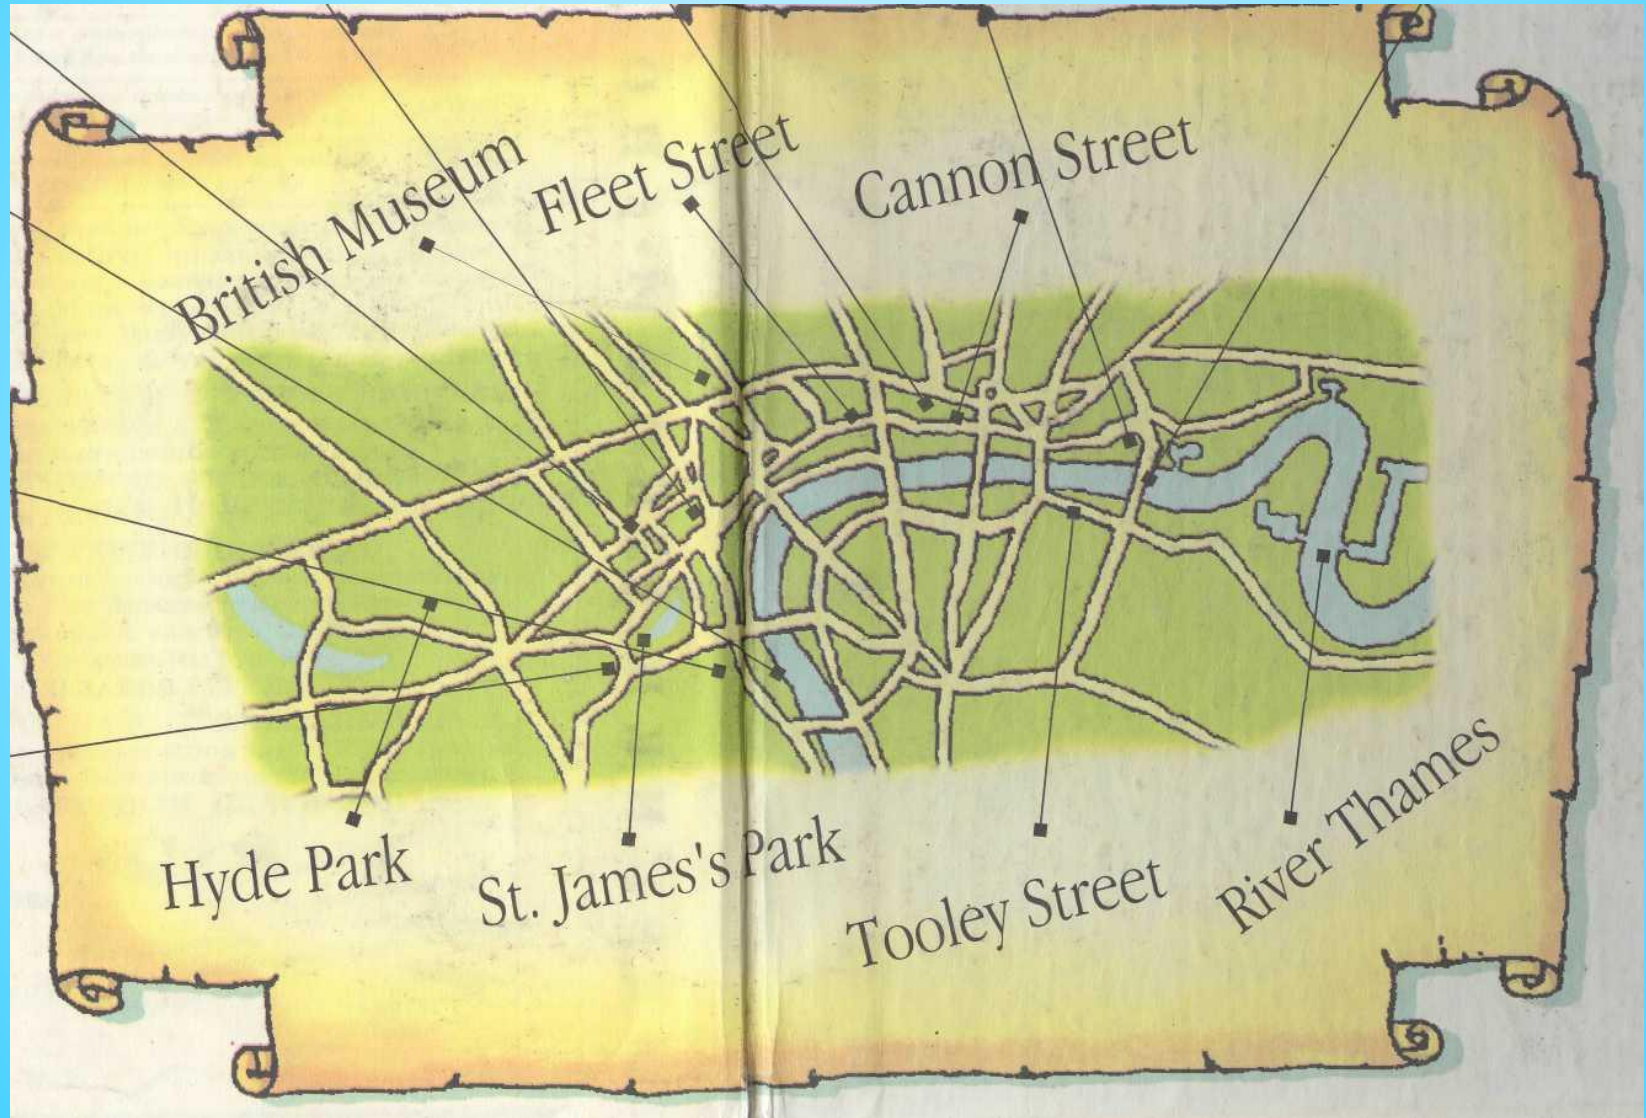 British Museum
Fleet Street
Cannon Street
Hyde Park
St. James's Park
Tooley Street
River Thames